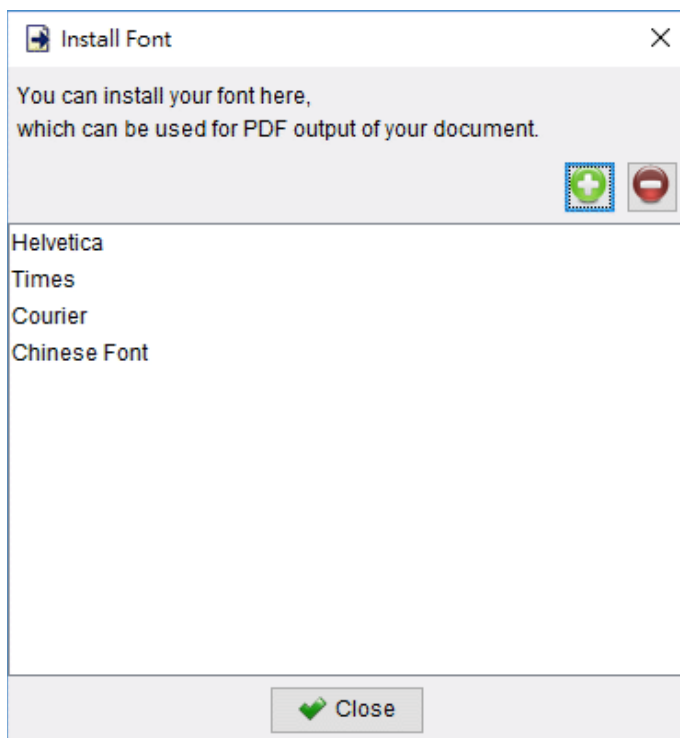 Install Font
You can install your font here,
which can be used for PDF output of your document.
Helvetica
Times
Courier
Chinese Font
Close